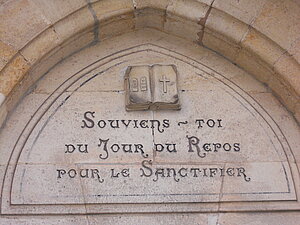 Souviens - toi
du Jour du Repos
pour le Sanctifier